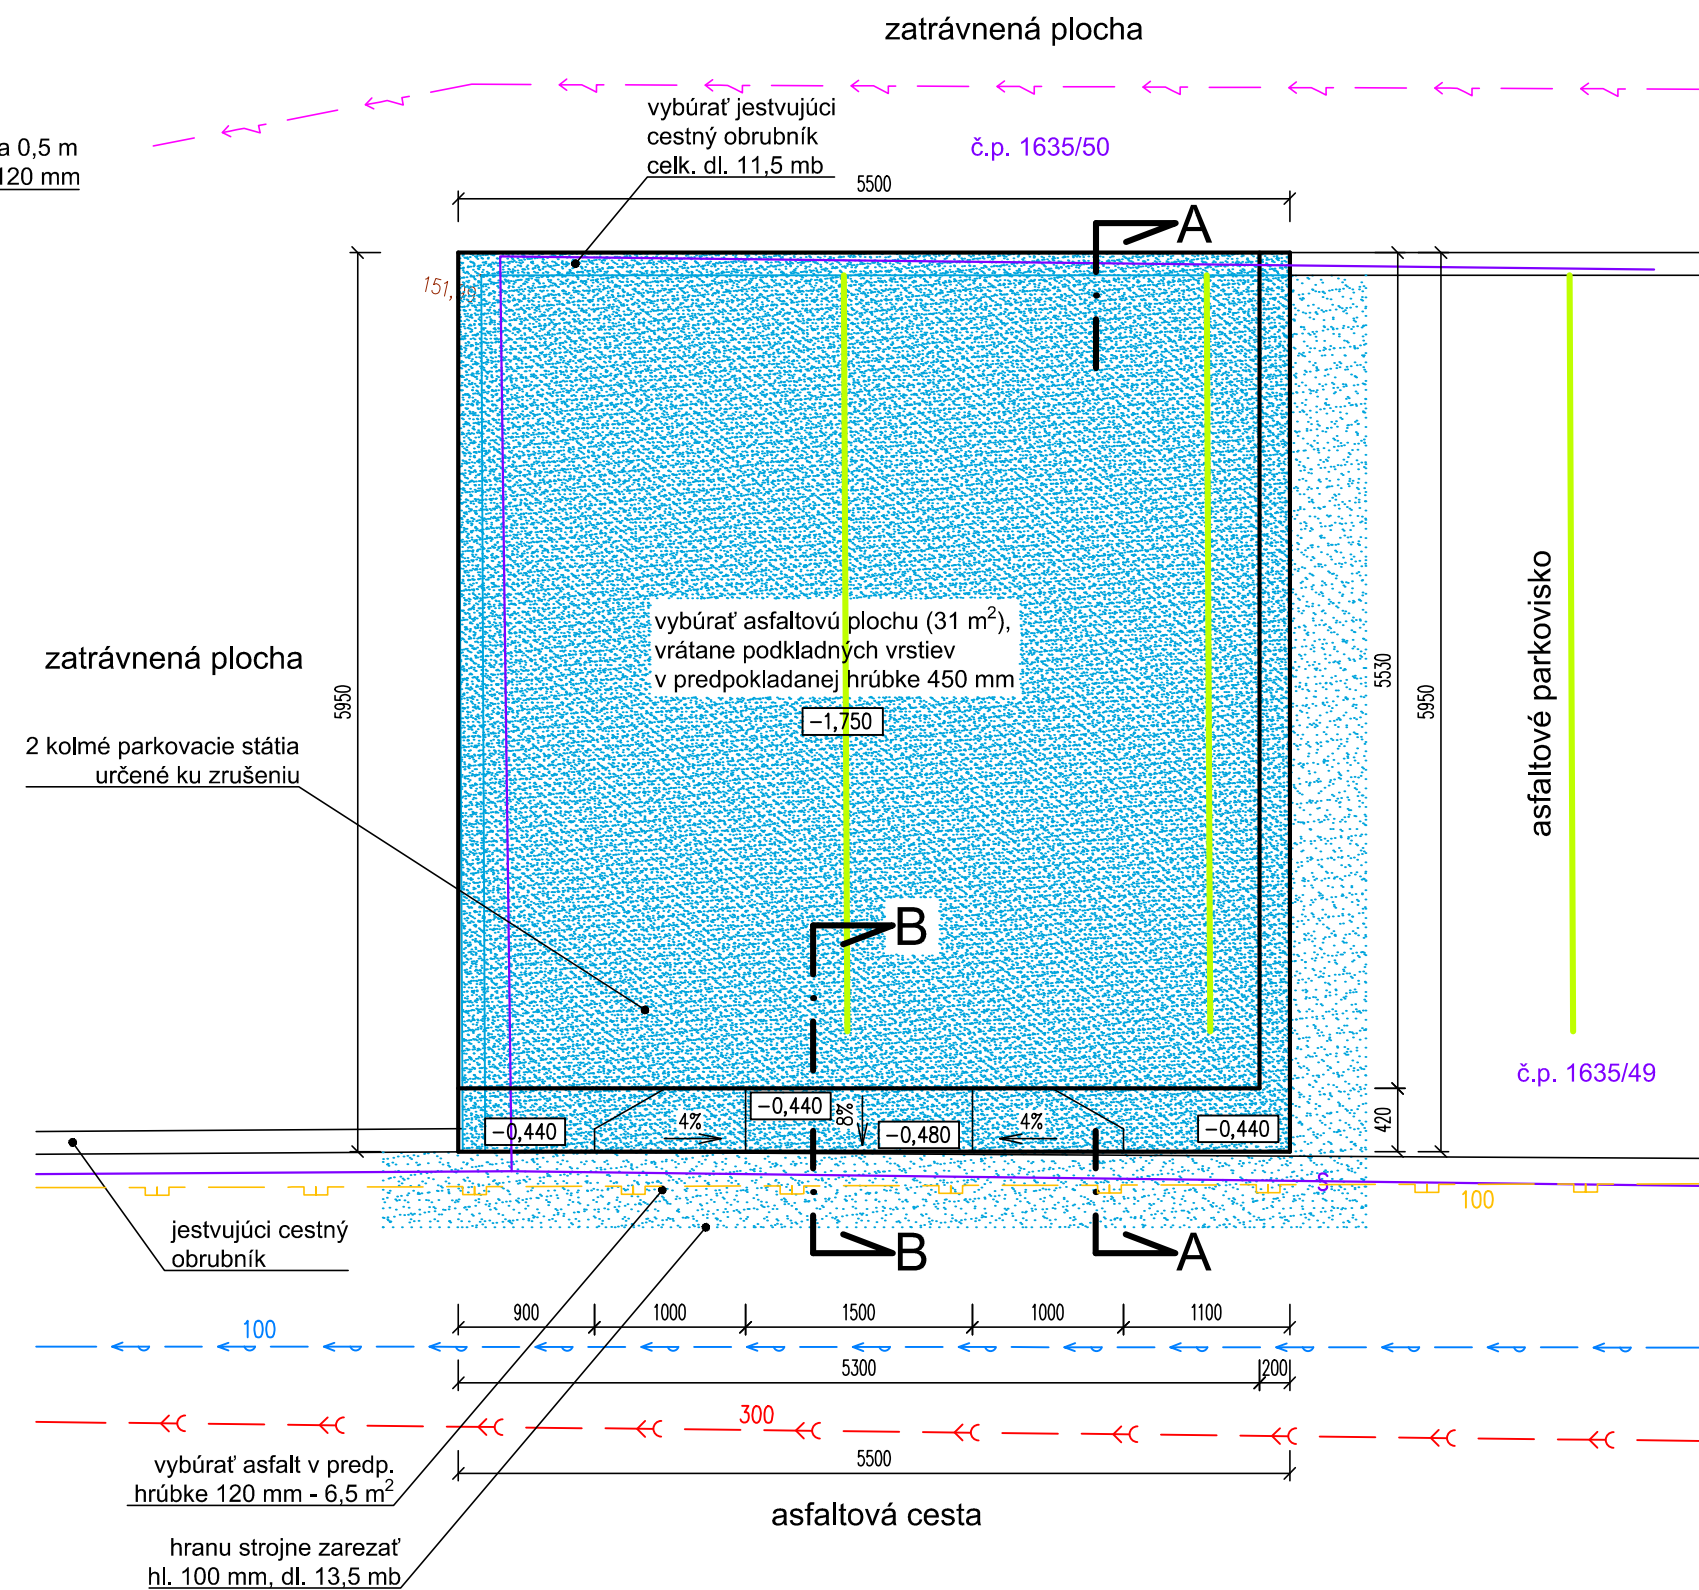 zatrávnená plocha
a 0,5 m
120 mm
vybúrať jestvujúci
cestný obrubník
celk. dl. 11,5 mb
č.p. 1635/50
5500
A
151,99
vybúrať asfaltovú plochu (31 m²),
vrátane podkladných vrstiev
v predpokladanej hrúbke 450 mm
−1,750
zatrávnená plocha
5950
2 kolmé parkovacie státia
určené ku zrušeniu
5530
5950
asfaltové parkovisko
B
č.p. 1635/49
−0,440
4%
−0,440
8%
−0,480
4%
−0,440
420
S
100
jestvujúci cestný
obrubník
B
A
900
1000
1500
1000
1100
100
5300
200
300
5500
vybúrať asfalt v predp.
hrúbke 120 mm - 6,5 m²
asfaltová cesta
hranu strojne zarezať
hl. 100 mm, dl. 13,5 mb